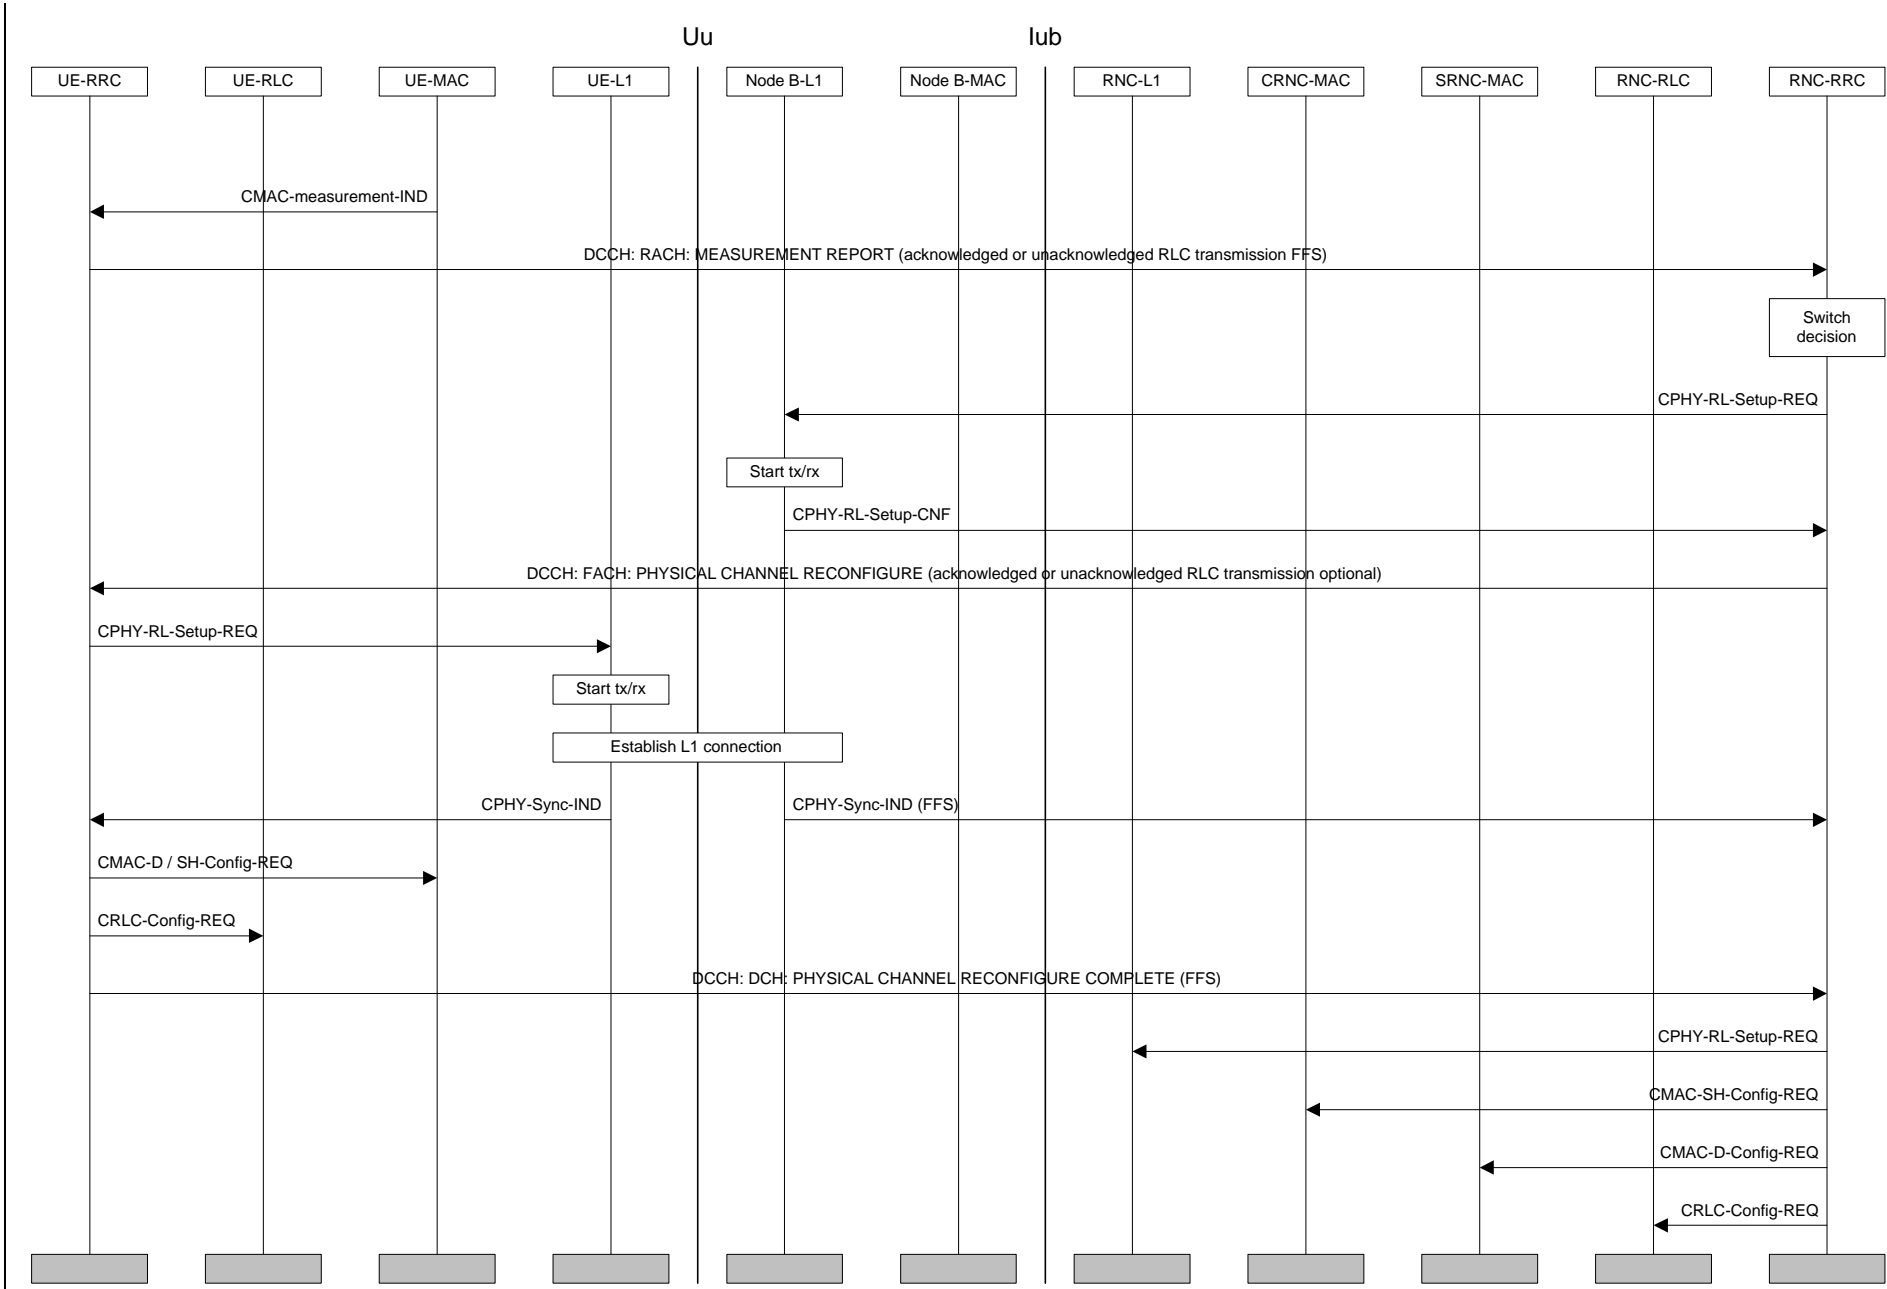 Uu
Iub
UE-RRC
UE-RLC
UE-MAC
UE-L1
Node B-L1
Node B-MAC
RNC-L1
CRNC-MAC
SRNC-MAC
RNC-RLC
RNC-RRC
CMAC-measurement-IND
DCCH: RACH: MEASUREMENT REPORT (acknowledged or unacknowledged RLC transmission FFS)
Switch
decision
CPHY-RL-Setup-REQ
Start tx/rx
CPHY-RL-Setup-CNF
DCCH: FACH: PHYSICAL CHANNEL RECONFIGURE (acknowledged or unacknowledged RLC transmission optional)
CPHY-RL-Setup-REQ
Start tx/rx
Establish L1 connection
CPHY-Sync-IND
CPHY-Sync-IND (FFS)
CMAC-D / SH-Config-REQ
CRLC-Config-REQ
DCCH: DCH: PHYSICAL CHANNEL RECONFIGURE COMPLETE (FFS)
CPHY-RL-Setup-REQ
CMAC-SH-Config-REQ
CMAC-D-Config-REQ
CRLC-Config-REQ